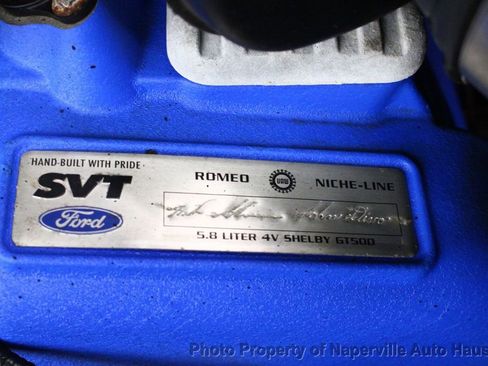 HAND-BUILT WITH PRIDE
SVT
Ford
ROMEO UAW NICHE-LINE
5.8 LITER 4V SHELBY GT500
Photo Property of Naperville Auto Haus